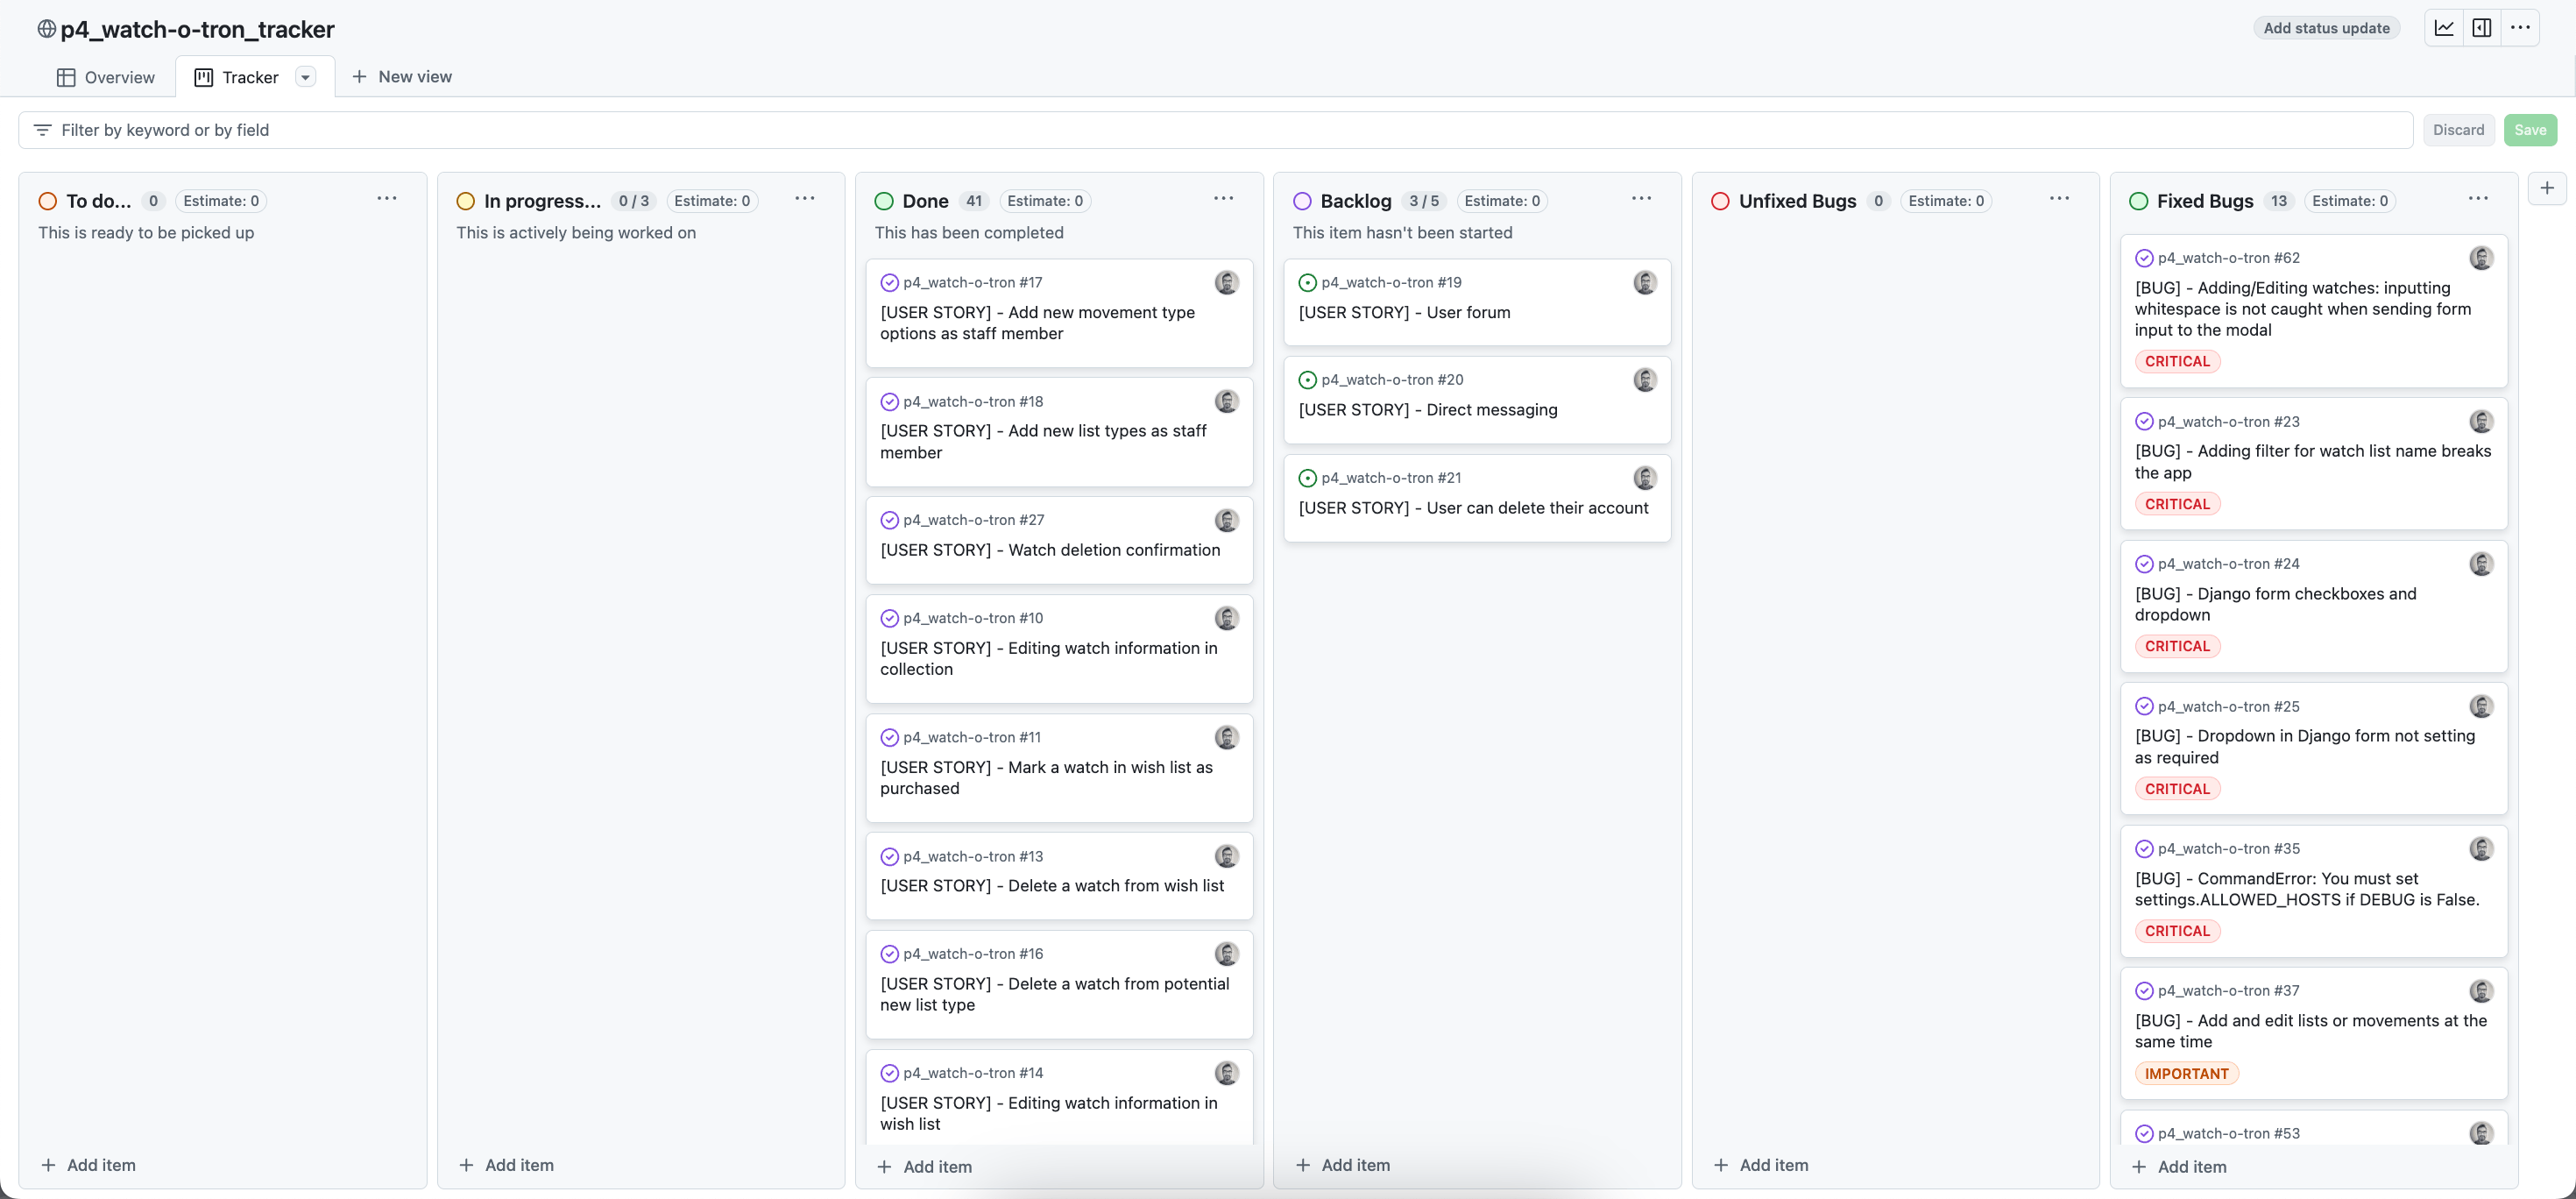 p4_watch-o-tron_tracker
Add status update
Overview
Tracker
New view
Filter by keyword or by field
Discard
Save
To do... 0 Estimate: 0
This is ready to be picked up
Add item
In progress... 0 / 3 Estimate: 0
This is actively being worked on
Add item
Done 41 Estimate: 0
This has been completed
p4_watch-o-tron #17
[USER STORY] - Add new movement type
options as staff member
p4_watch-o-tron #18
[USER STORY] - Add new list types as staff
member
p4_watch-o-tron #27
[USER STORY] - Watch deletion confirmation
p4_watch-o-tron #10
[USER STORY] - Editing watch information in
collection
p4_watch-o-tron #11
[USER STORY] - Mark a watch in wish list as
purchased
p4_watch-o-tron #13
[USER STORY] - Delete a watch from wish list
p4_watch-o-tron #16
[USER STORY] - Delete a watch from potential
new list type
p4_watch-o-tron #14
[USER STORY] - Editing watch information in
wish list
Add item
Backlog 3 / 5 Estimate: 0
This item hasn't been started
p4_watch-o-tron #19
[USER STORY] - User forum
p4_watch-o-tron #20
[USER STORY] - Direct messaging
p4_watch-o-tron #21
[USER STORY] - User can delete their account
Add item
Unfixed Bugs 0 Estimate: 0
Add item
Fixed Bugs 13 Estimate: 0
p4_watch-o-tron #62
[BUG] - Adding/Editing watches: inputting
whitespace is not caught when sending form
input to the modal
CRITICAL
p4_watch-o-tron #23
[BUG] - Adding filter for watch list name breaks
the app
CRITICAL
p4_watch-o-tron #24
[BUG] - Django form checkboxes and
dropdown
CRITICAL
p4_watch-o-tron #25
[BUG] - Dropdown in Django form not setting
as required
CRITICAL
p4_watch-o-tron #35
[BUG] - CommandError: You must set
settings.ALLOWED_HOSTS if DEBUG is False.
CRITICAL
p4_watch-o-tron #37
[BUG] - Add and edit lists or movements at the
same time
IMPORTANT
p4_watch-o-tron #53
Add item